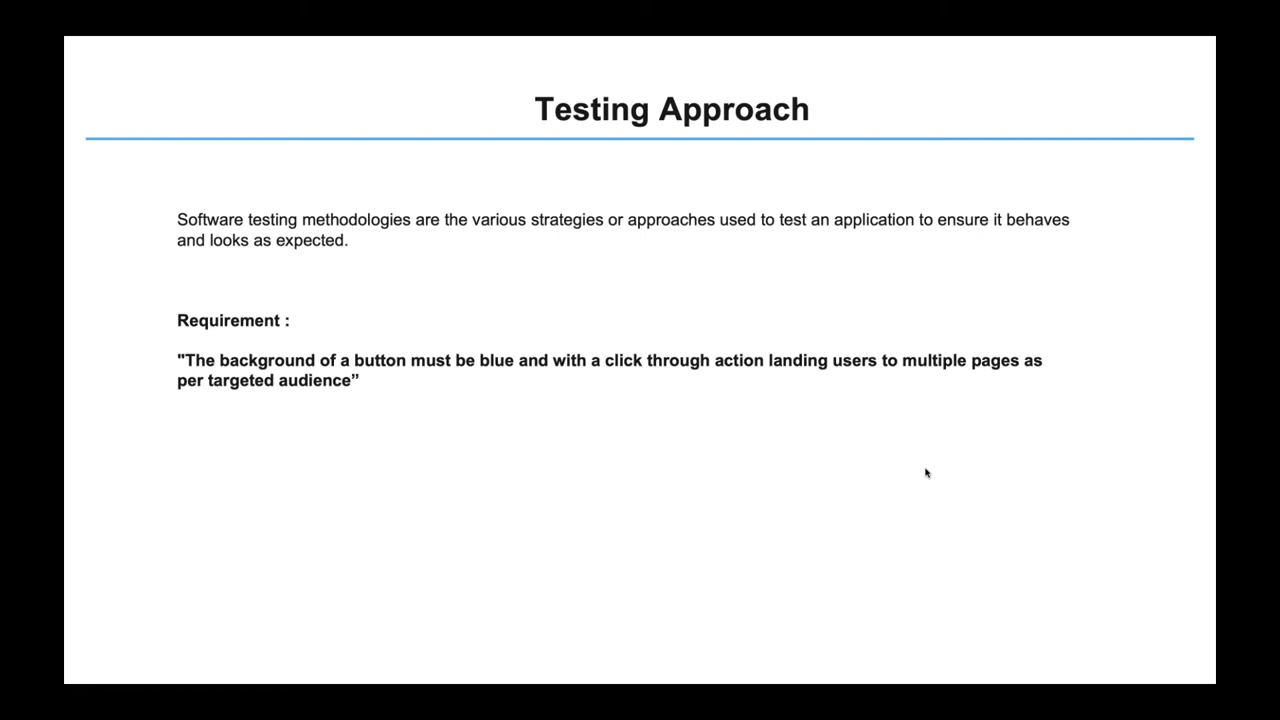 Testing Approach
Software testing methodologies are the various strategies or approaches used to test an application to ensure it behaves
and looks as expected.
Requirement :
"The background of a button must be blue and with a click through action landing users to multiple pages as
per targeted audience”